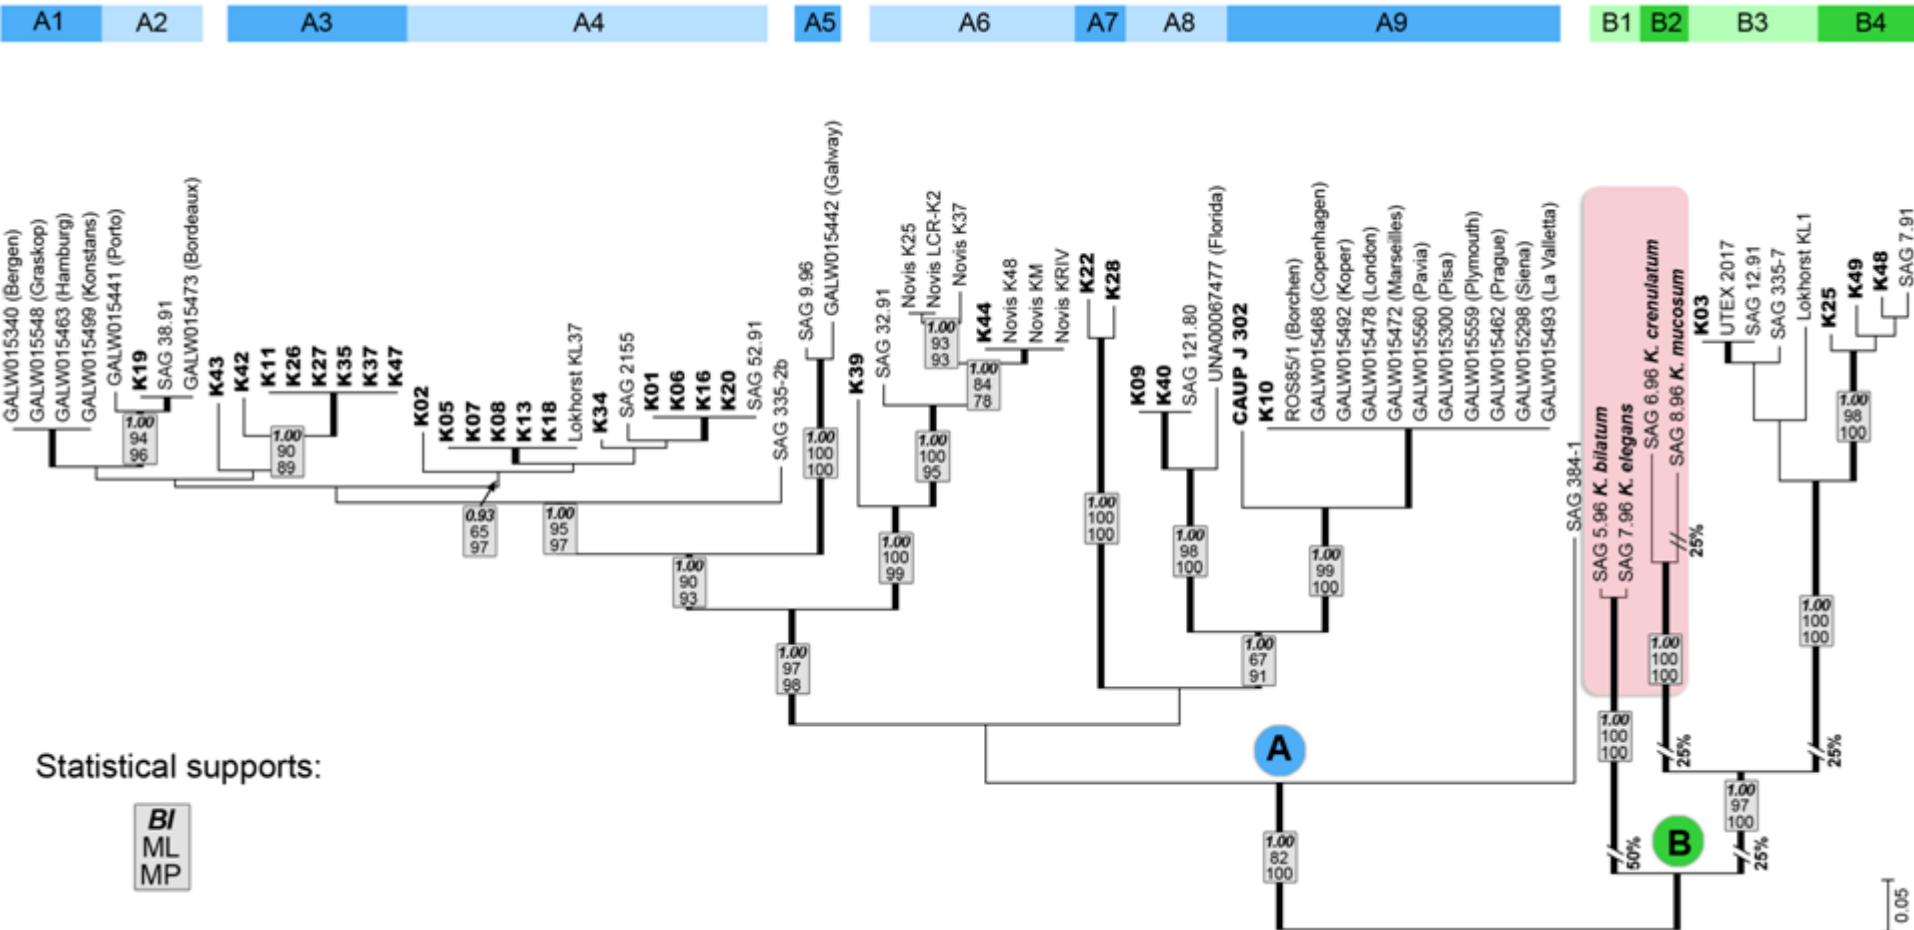 A1 A2 A3 A4 A5 A6 A7 A8 A9 B1 B2 B3 B4
GALW015340 (Bergen)
GALW01548 (Graskop)
GALW015463 (Hamburg)
GALW015499 (Konstans)
GALW015441 (Porto)
K19
SAG 38.91
GALW015473 (Bordeaux)
K43
K42
K11
K26
K27
K35
K37
K47
K02
K05
K07
K08
K13
K18
Lokhorst KL37
K34
SAG 2155
K01
K06
K16
K20
SAG 52.91
SAG 335-2b
SAG 9.96
GALW015442 (Galway)
K39
SAG 32.91
Novis K25
Novis LCR-K2
Novis K37
K44
Novis K48
Novis KM
Novis KRIV
K22
K28
K09
K40
SAG 121.80
UNA00067477 (Florida)
CAUP J 302
K10
ROS85/1 (Borchen)
GALW015468 (Copenhagen)
GALW015492 (Koper)
GALW015478 (London)
GALW015472 (Marseilles)
GALW015560 (Pavia)
GALW015300 (Pisa)
GALW015559 (Plymouth)
GALW015462 (Prague)
GALW015298 (Siena)
GALW015493 (La Valletta)
SAG 384-1
SAG 5.96 K. bilatum
SAG 7.96 K. elegans
SAG 6.96 K. crenulatum
SAG 8.96 K. mucosum
K03
UTEX 2017
SAG 12.91
SAG 335-7
Lokhorst KL1
K25
K49
K48
SAG 7.91
1.00
94
96
1.00
90
89
0.93
65
97
1.00
95
97
1.00
100
100
1.00
90
93
1.00
97
98
1.00
93
93
1.00
84
78
1.00
100
95
1.00
100
99
1.00
100
100
1.00
98
100
1.00
99
100
1.00
67
91
1.00
98
100
1.00
100
100
1.00
100
100
1.00
100
100
1.00
97
100
1.00
82
100
25%
25%
25%
50%
25%
A
B
Statistical supports:
BI
ML
MP
0.05